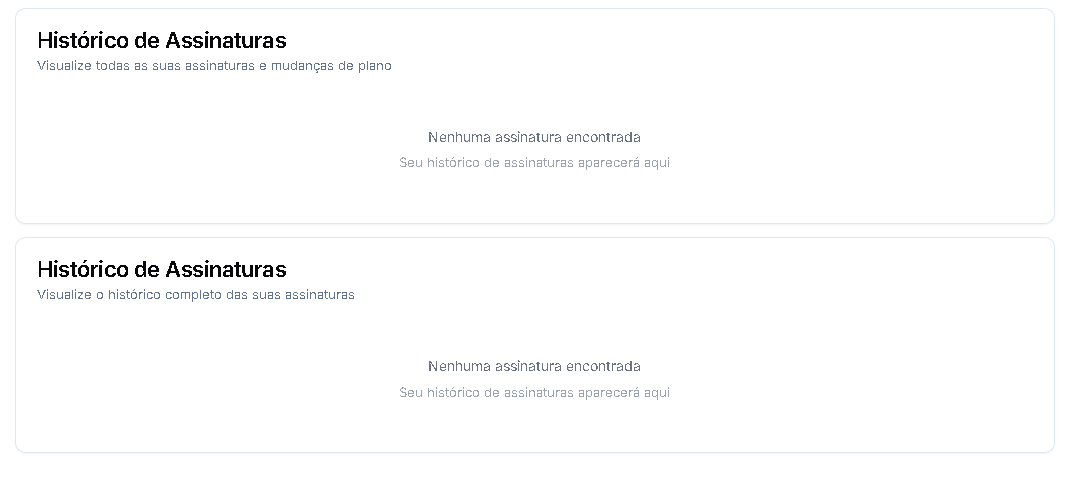 Histórico de Assinaturas
Visualize todas as suas assinaturas e mudanças de plano
Nenhuma assinatura encontrada
Seu histórico de assinaturas aparecerá aqui
Histórico de Assinaturas
Visualize o histórico completo das suas assinaturas
Nenhuma assinatura encontrada
Seu histórico de assinaturas aparecerá aqui